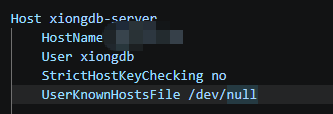 Host xiongdb-server
HostName
User xiongdb
StrictHostKeyChecking no
UserKnownHostsFile /dev/null